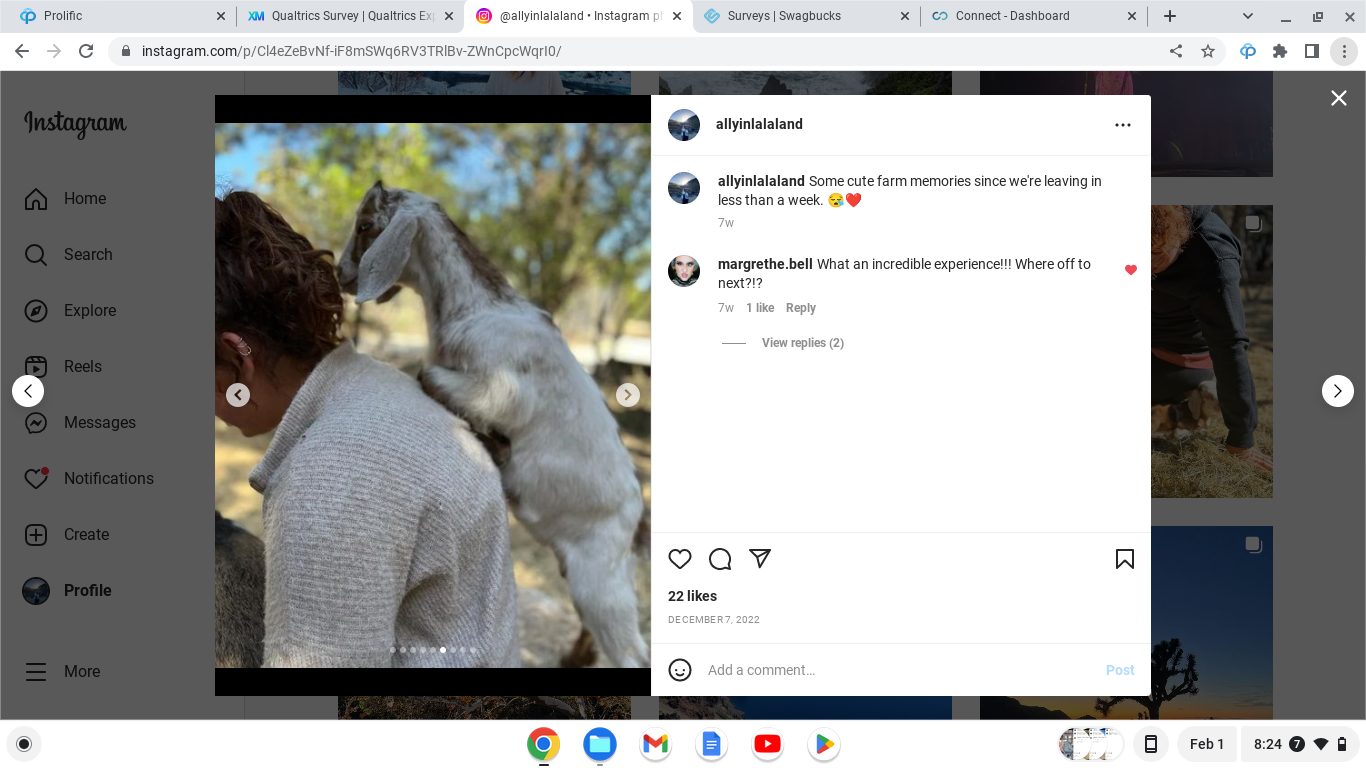 Prolific
Qualtrics Survey | Qualtrics Exp
@allyinlalaland • Instagram ph
Surveys | Swagbucks
Connect - Dashboard
instagram.com/p/Cl4eZeBvNf-iF8mSWq6RV3TRlBv-ZWnCpcWqrI0/
Instagram
Home
Search
Explore
Reels
Messages
Notifications
Create
Profile
More
allyinlalaland
allyinlalaland Some cute farm memories since we're leaving in
less than a week. 😪❤️
7w
margrethe.bell What an incredible experience!!! Where off to
next?!?
7w 1 like Reply
View replies (2)
22 likes
DECEMBER 7, 2022
Add a comment…
Post
Feb 1
8:24
7